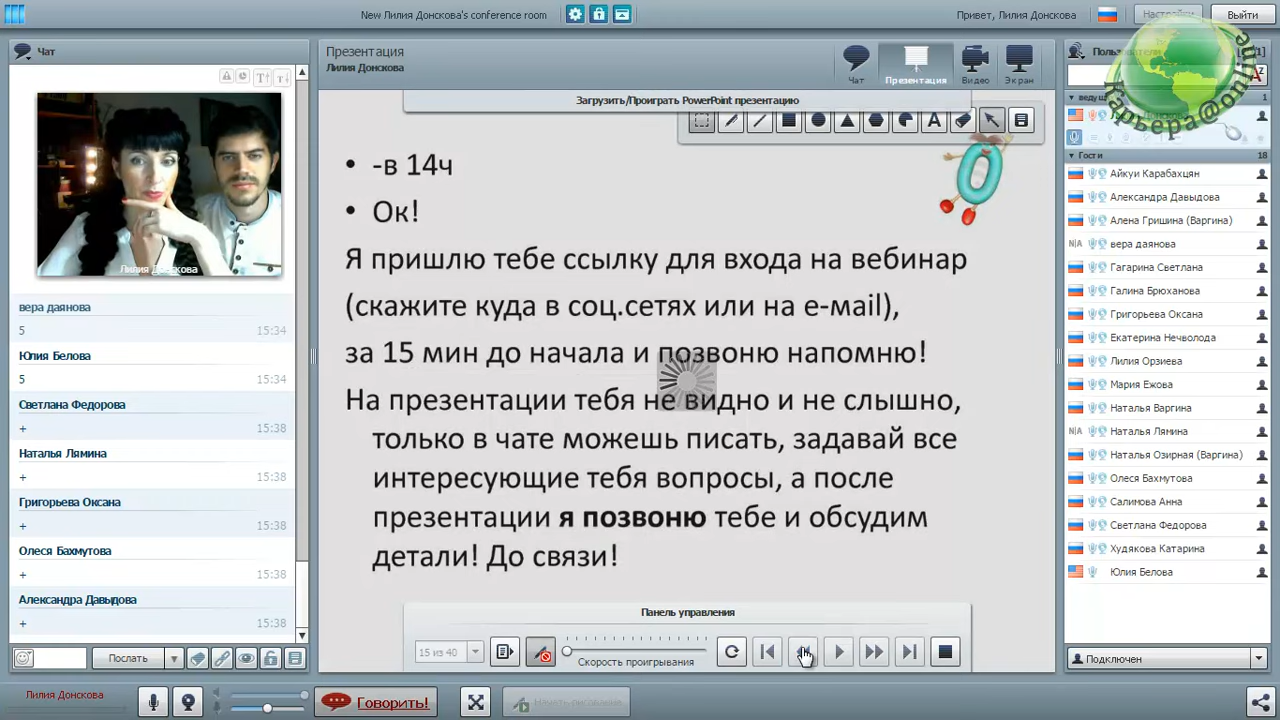 New Лилия Донскова's conference room
Привет, Лилия Донскова
Настройки
Выйти
Чат
Лилия Донскова
вера даянова
5
15:34
Юлия Белова
5
15:34
Светлана Федорова
+
15:38
Наталья Лямина
+
15:38
Григорьева Оксана
+
15:38
Олеся Бахмутова
+
15:38
Александра Давыдова
+
15:38
Послать
Презентация
Лилия Донскова
Чат
Презентация
Видео
Экран
Загрузить/Проиграть PowerPoint презентацию
• -в 14ч
• Ок!
Я пришлю тебе ссылку для входа на вебинар
(скажите куда в соц.сетях или на e-mail),
за 15 мин до начала и позвоню напомню!
На презентации тебя не видно и не слышно,
только в чате можешь писать, задавай все
интересующие тебя вопросы, а после
презентации я позвоню тебе и обсудим
детали! До связи!
Панель управления
15 из 40
Скорость проигрывания
карьера@online
1
Гости
18
Айкуи Карабахцян
Александра Давыдова
Алена Гришина (Варгина)
N|A вера даянова
Гагарина Светлана
Галина Брюханова
Григорьева Оксана
Екатерина Нечволода
Лилия Орзиева
Мария Ежова
Наталья Варгина
N|A Наталья Лямина
Наталья Озирная (Варгина)
Олеся Бахмутова
Салимова Анна
Светлана Федорова
Худякова Катарина
Юлия Белова
Подключен
Лилия Донскова
Говорить!